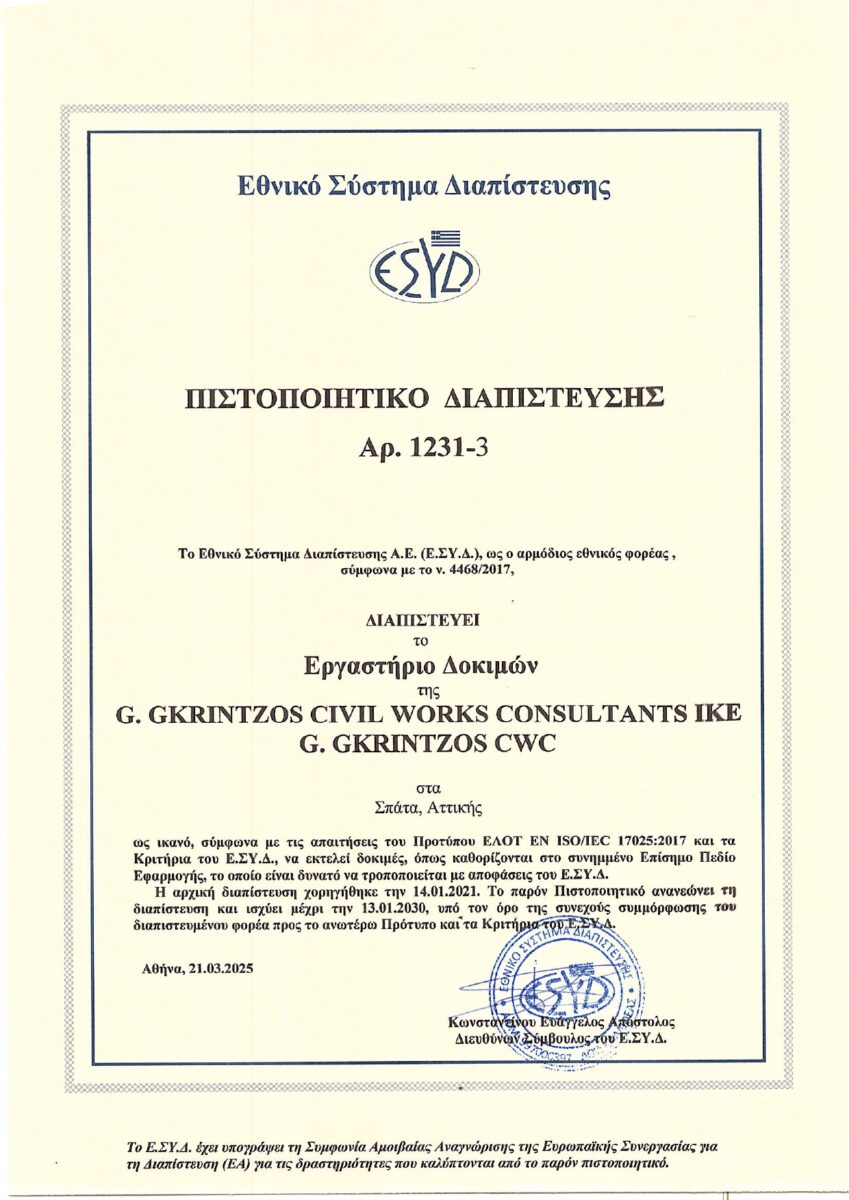 Εθνικό Σύστημα Διαπίστευσης
ESYD
ΠΙΣΤΟΠΟΙΗΤΙΚΟ ΔΙΑΠΙΣΤΕΥΣΗΣ
Αρ. 1231-3
Το Εθνικό Σύστημα Διαπίστευσης Α.Ε. (Ε.ΣΥ.Δ.), ως ο αρμόδιος εθνικός φορέας ,
σύμφωνα με το ν. 4468/2017,
ΔΙΑΠΙΣΤΕΥΕΙ
το
Εργαστήριο Δοκιμών
της
G. GKRINTZOS CIVIL WORKS CONSULTANTS ΙΚΕ
G. GKRINTZOS CWC
στα
Σπάτα, Αττικής
ως ικανό, σύμφωνα με τις απαιτήσεις του Προτύπου ΕΛΟΤ EN ISO/IEC 17025:2017 και τα
Κριτήρια του Ε.ΣΥ.Δ., να εκτελεί δοκιμές, όπως καθορίζονται στο συνημμένο Επίσημο Πεδίο
Εφαρμογής, το οποίο είναι δυνατό να τροποποιείται με αποφάσεις του Ε.ΣΥ.Δ.
Η αρχική διαπίστευση χορηγήθηκε την 14.01.2021. Το παρόν Πιστοποιητικό ανανεώνει τη
διαπίστευση και ισχύει μέχρι την 13.01.2030, υπό τον όρο της συνεχούς συμμόρφωσης του
διαπιστευμένου φορέα προς το ανωτέρω Πρότυπο και τα Κριτήρια του Ε.ΣΥ.Δ.
Αθήνα, 21.03.2025
ΕΘΝΙΚΟ ΣΥΣΤΗΜΑ ΔΙΑΠΙΣΤΕΥΣΗΣ
ESYD
Κωνσταντίνου Ευάγγελος Απόστολος
Διευθύνων Σύμβουλος του Ε.ΣΥ.Δ.
Το Ε.ΣΥ.Δ. έχει υπογράψει τη Συμφωνία Αμοιβαίας Αναγνώρισης της Ευρωπαϊκής Συνεργασίας για
τη Διαπίστευση (ΕΑ) για τις δραστηριότητες που καλύπτονται από το παρόν πιστοποιητικό.